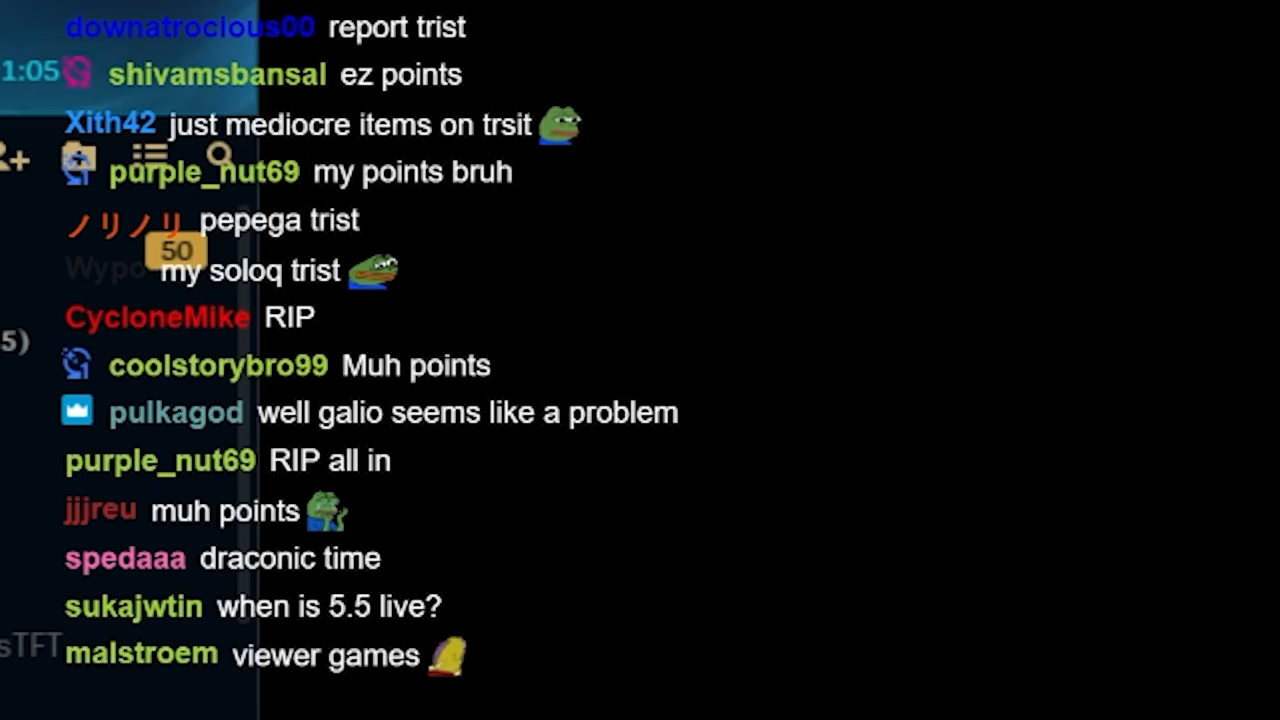 downatrocious00 report trist
1:05 shivamsbansal ez points
Xith42 just mediocre items on trsit
purple_nut69 my points bruh
ノリノリ pepega trist
50
Wypo my soloq trist
CycloneMike RIP
5)
coolstorybro99 Muh points
pulkagod well galio seems like a problem
purple_nut69 RIP all in
jjjreu muh points
spedaaa draconic time
sukajwtin when is 5.5 live?
sTFT
malstroem viewer games